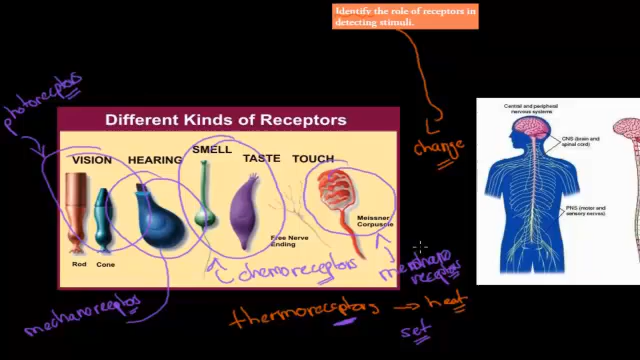 Identify the role of receptors in
detecting stimuli.
change
photoreceptors
Different Kinds of Receptors
VISION
HEARING
SMELL
TASTE
TOUCH
Rod
Cone
Free Nerve
Ending
Meissner
Corpuscle
chemoreceptors
receptors
mechanoreceptors
thermoreceptors → heat
set
Central and peripheral
nervous systems
CNS (brain and
spinal cord)
PNS (motor and
sensory nerves)